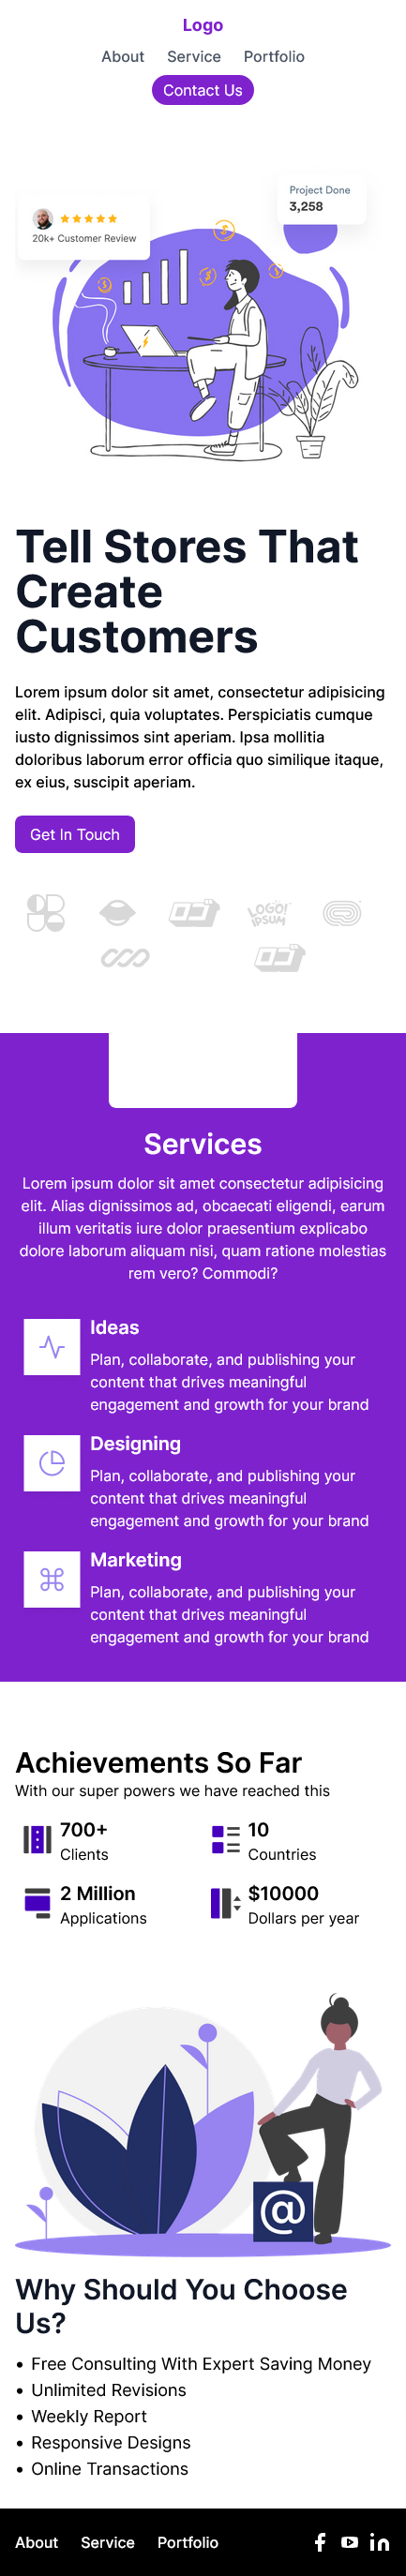 Logo
About Service Portfolio
Contact Us
Project Done
3,258
20k+ Customer Review
Tell Stores That
Create
Customers
Lorem ipsum dolor sit amet, consectetur adipisicing
elit. Adipisci, quia voluptates. Perspiciatis cumque
iusto dignissimos sint aperiam. Ipsa mollitia
doloribus laborum error officia quo similique itaque,
ex eius, suscipit aperiam.
Get In Touch
LOGO!
IPSUM
Services
Lorem ipsum dolor sit amet consectetur adipisicing
elit. Alias dignissimos ad, obcaecati eligendi, earum
illum veritatis iure dolor praesentium explicabo
dolore laborum aliquam nisi, quam ratione molestias
rem vero? Commodi?
Ideas
Plan, collaborate, and publishing your
content that drives meaningful
engagement and growth for your brand
Designing
Plan, collaborate, and publishing your
content that drives meaningful
engagement and growth for your brand
Marketing
Plan, collaborate, and publishing your
content that drives meaningful
engagement and growth for your brand
Achievements So Far
With our super powers we have reached this
700+
Clients
10
Countries
2 Million
Applications
$10000
Dollars per year
@
Why Should You Choose
Us?
• Free Consulting With Expert Saving Money
• Unlimited Revisions
• Weekly Report
• Responsive Designs
• Online Transactions
About Service Portfolio